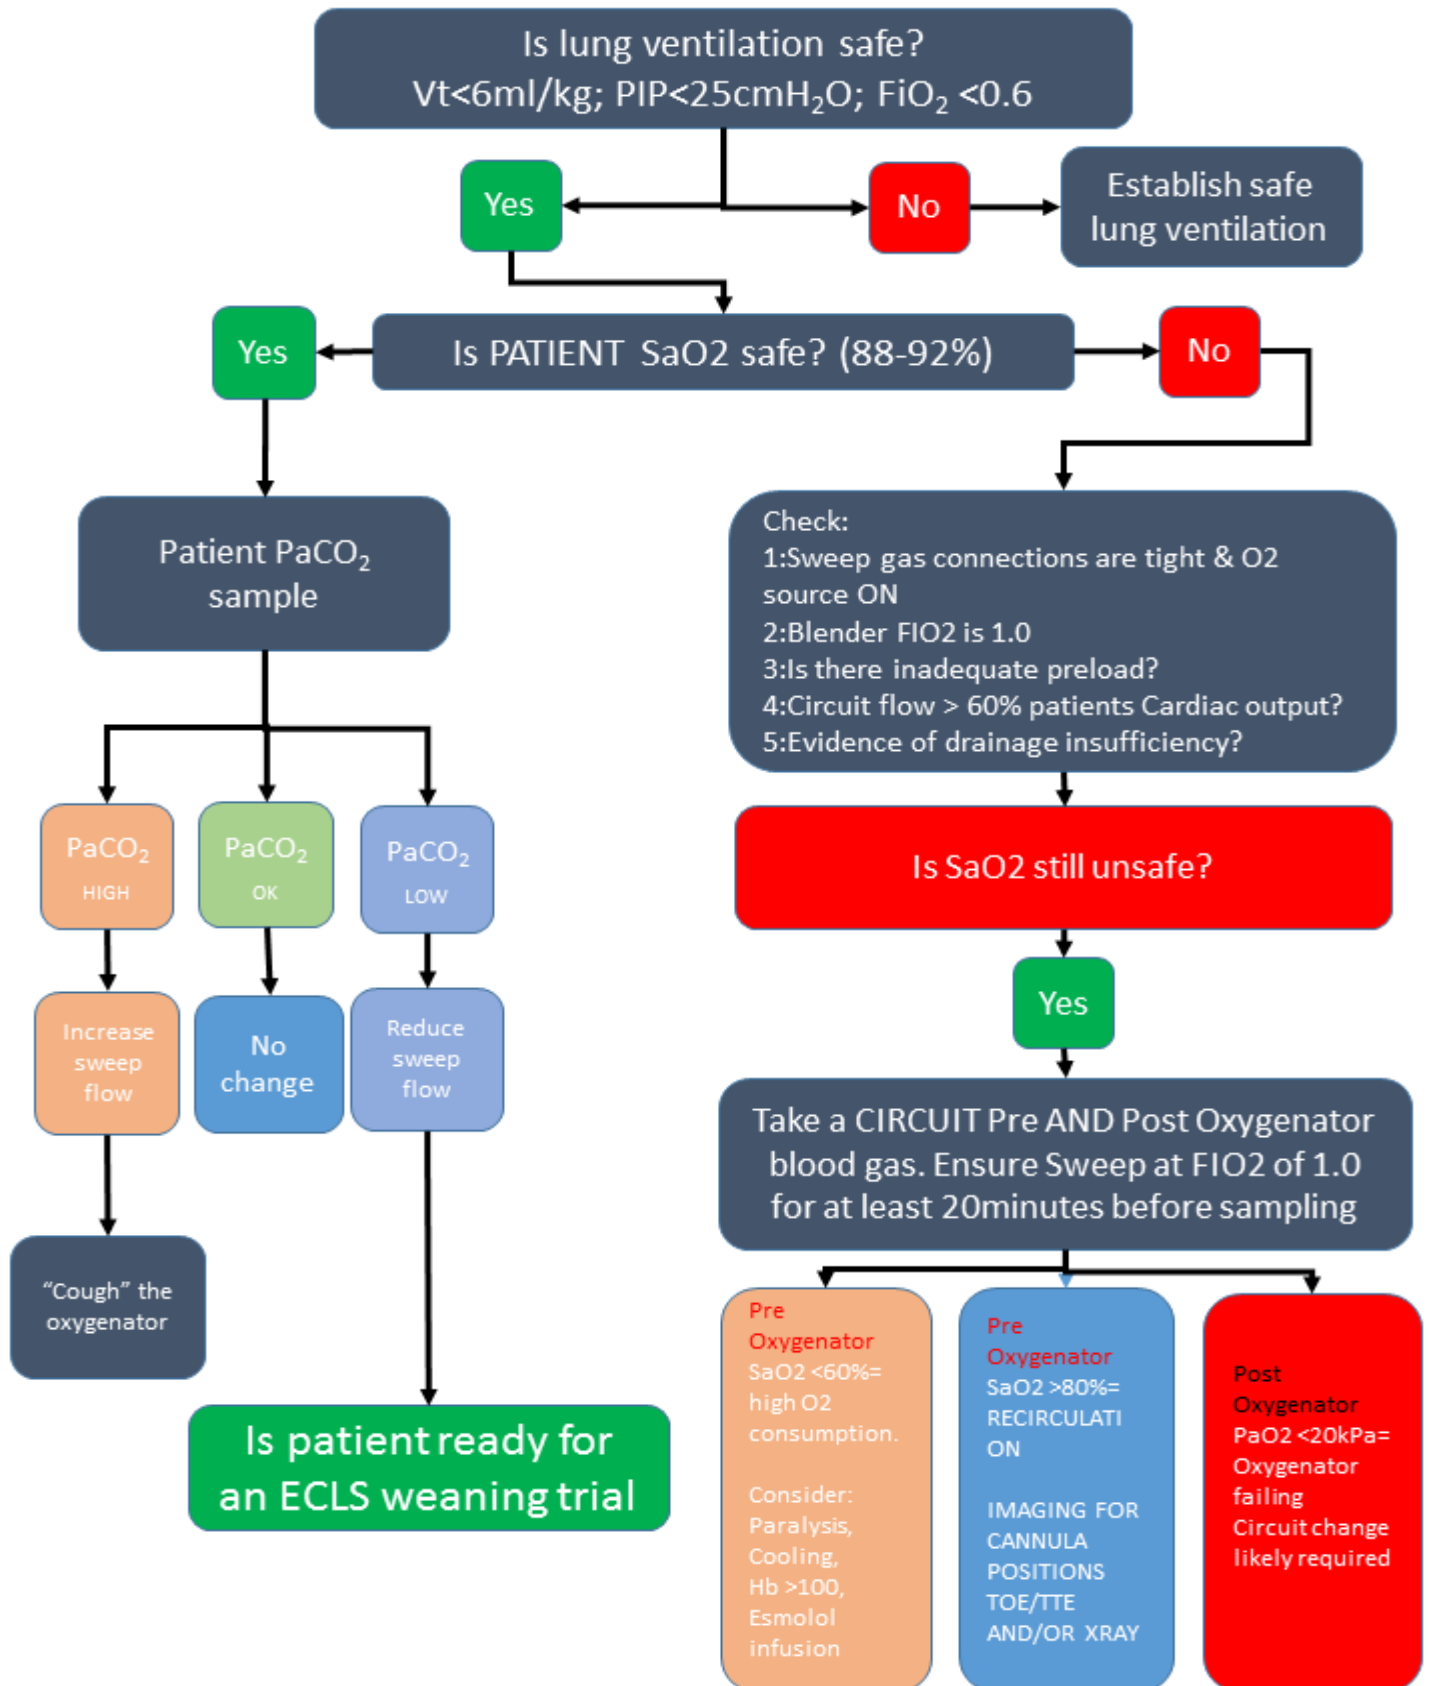 Is lung ventilation safe?
Vt<6ml/kg; PIP<25cmH₂O; FiO₂ <0.6
Yes
No
Establish safe
lung ventilation
Yes
Is PATIENT SaO2 safe? (88-92%)
No
Patient PaCO₂
sample
Check:
1:Sweep gas connections are tight & O2
source ON
2:Blender FIO2 is 1.0
3:Is there inadequate preload?
4:Circuit flow > 60% patients Cardiac output?
5:Evidence of drainage insufficiency?
PaCO₂
HIGH
PaCO₂
OK
PaCO₂
LOW
Is SaO2 still unsafe?
Yes
Increase
sweep
flow
No
change
Reduce
sweep
flow
Take a CIRCUIT Pre AND Post Oxygenator
blood gas. Ensure Sweep at FIO2 of 1.0
for at least 20minutes before sampling
“Cough” the
oxygenator
Is patient ready for
an ECLS weaning trial
Pre
Oxygenator
SaO2 <60%=
high O2
consumption.
Consider:
Paralysis,
Cooling,
Hb >100,
Esmolol
infusion
Pre
Oxygenator
SaO2 >80%=
RECIRCULATI
ON
IMAGING FOR
CANNULA
POSITIONS
TOE/TTE
AND/OR XRAY
Post
Oxygenator
PaO2 <20kPa=
Oxygenator
failing
Circuit change
likely required